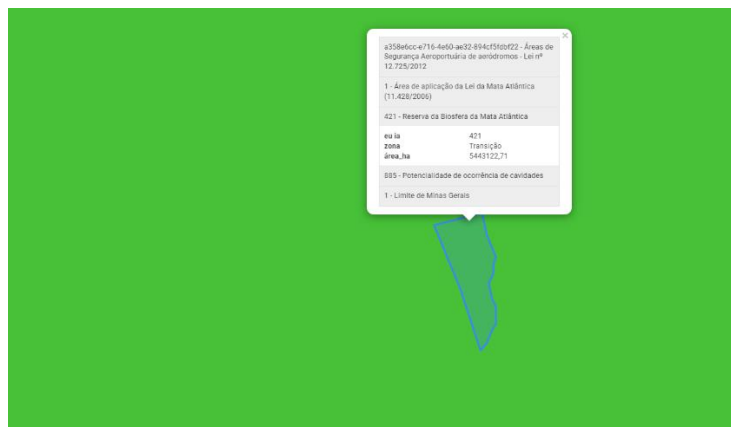 ×
a358e6cc-e716-4e60-ae32-894cf5fdbf22 - Áreas de
Segurança Aeroportuária de aeródromos - Lei nº
12.725/2012
1 - Área de aplicação da Lei da Mata Atlântica
(11.428/2006)
421 - Reserva da Biosfera da Mata Atlântica
eu ia 421
zona Transição
área_ha 5443122,71
885 - Potencialidade de ocorrência de cavidades
1 - Limite de Minas Gerais